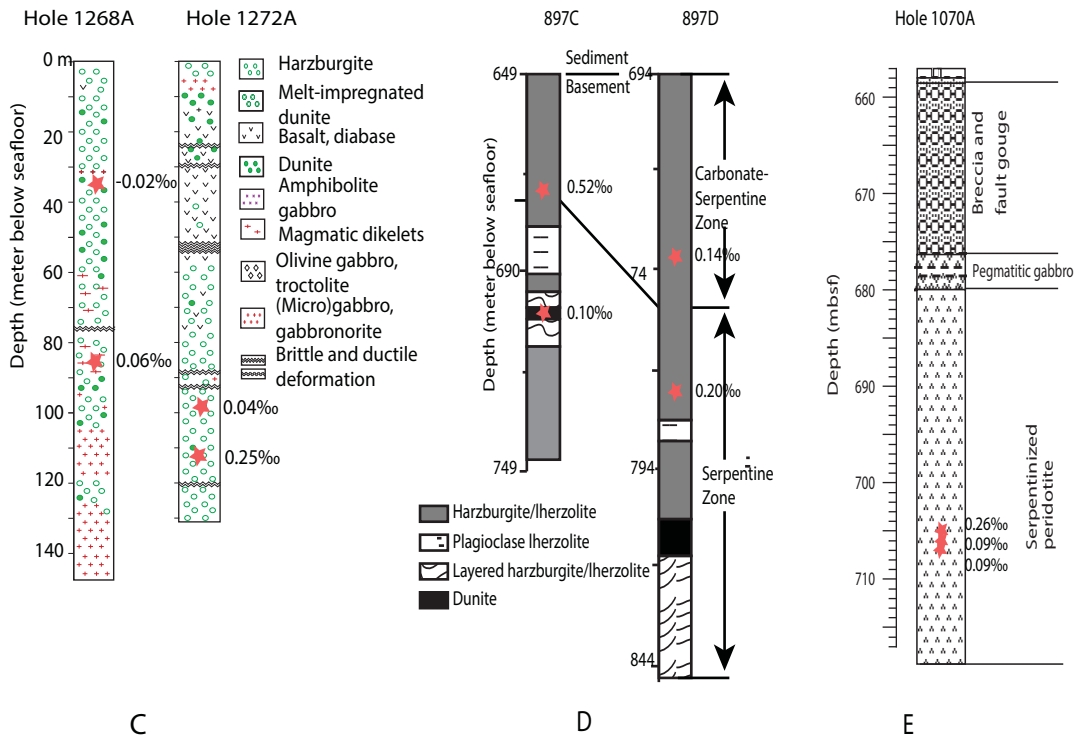 Hole 1268A
Hole 1272A
0 m
20
40
60
80
100
120
140
Depth (meter below seafloor)
-0.02‰
0.06‰
0.04‰
0.25‰
Harzburgite
Melt-impregnated
dunite
Basalt, diabase
Dunite
Amphibolite
gabbro
Magmatic dikelets
Olivine gabbro,
troctolite
(Micro)gabbro,
gabbronorite
Brittle and ductile
deformation
C
897C
897D
649
Sediment
Basement
694
Depth (meter below seafloor)
690
749
0.52‰
0.10‰
74
794
844
0.14‰
0.20‰
Carbonate-
Serpentine
Zone
Serpentine
Zone
Harzburgite/lherzolite
Plagioclase lherzolite
Layered harzburgite/lherzolite
Dunite
D
Hole 1070A
Depth (mbsf)
660
670
680
690
700
710
Breccia and
fault gouge
Pegmatitic gabbro
Serpentinized
peridotite
0.26‰
0.09‰
0.09‰
E